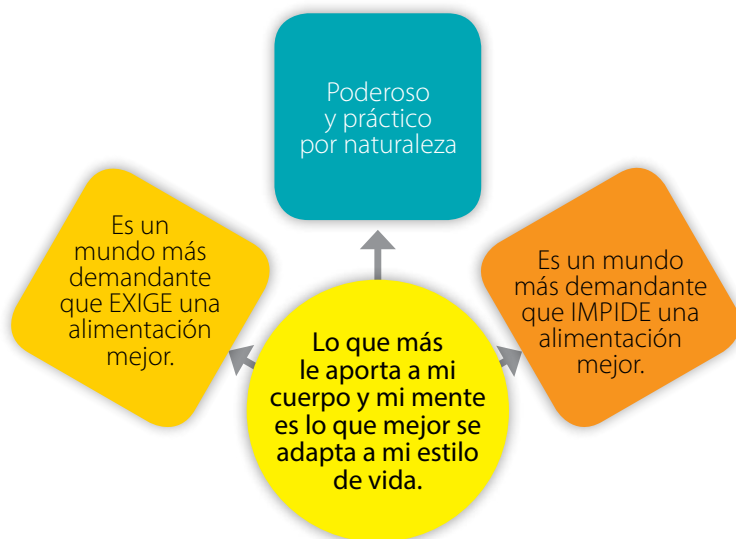 Poderoso
y práctico
por naturaleza
Es un
mundo más
demandante
que EXIGE una
alimentación
mejor.
Es un mundo
más demandante
que IMPIDE una
alimentación
mejor.
Lo que más
le aporta a mi
cuerpo y mi mente
es lo que mejor se
adapta a mi estilo
de vida.